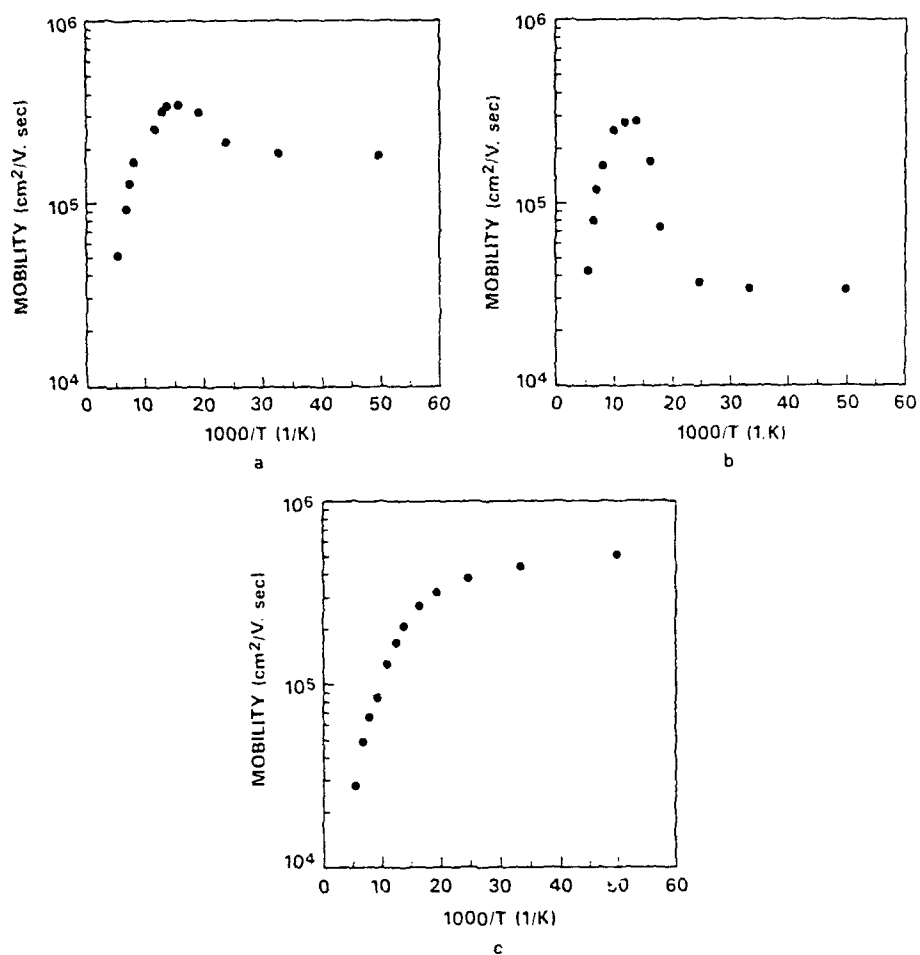 10⁶
10⁵
10⁴
MOBILITY (cm²/V. sec)
0 10 20 30 40 50 60
1000/T (1/K)
a
10⁶
10⁵
10⁴
MOBILITY (cm²/V. sec)
0 10 20 30 40 50 60
1000/T (1.K)
b
10⁶
10⁵
10⁴
MOBILITY (cm²/V. sec)
0 10 20 30 40 60
1000/T (1/K)
c